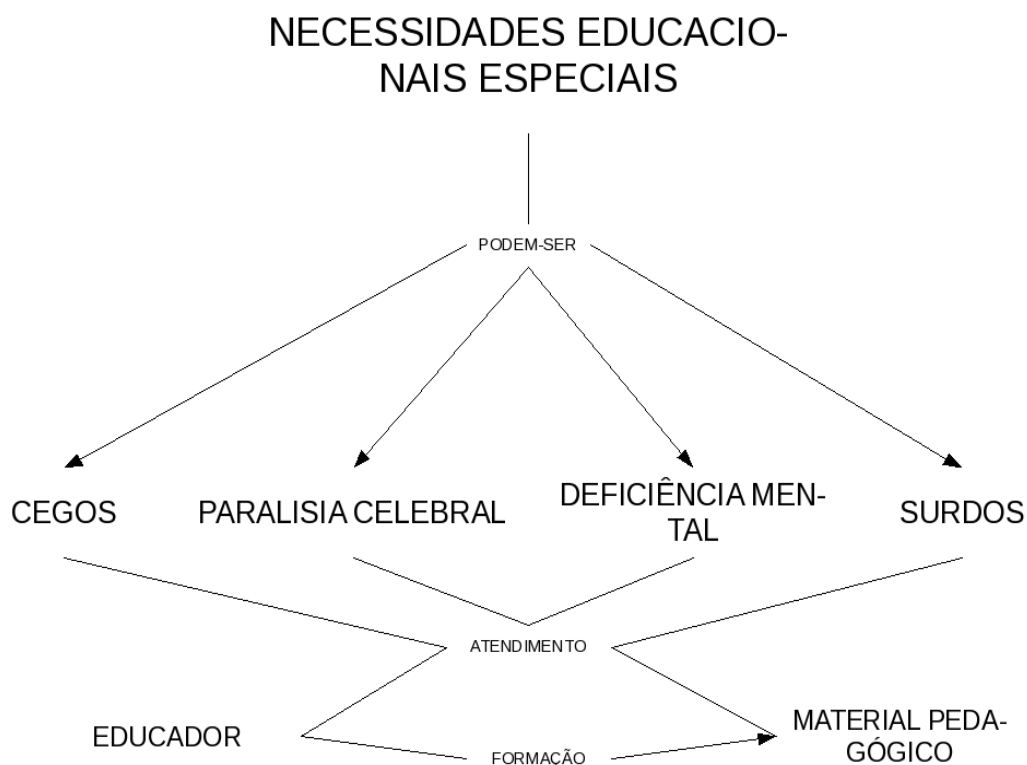 NECESSIDADES EDUCACIO-
NAIS ESPECIAIS
PODEM-SER
CEGOS
PARALISIA CELEBRAL
DEFICIÊNCIA MEN-
TAL
SURDOS
ATENDIMENTO
EDUCADOR
FORMAÇÃO
MATERIAL PEDA-
GÓGICO